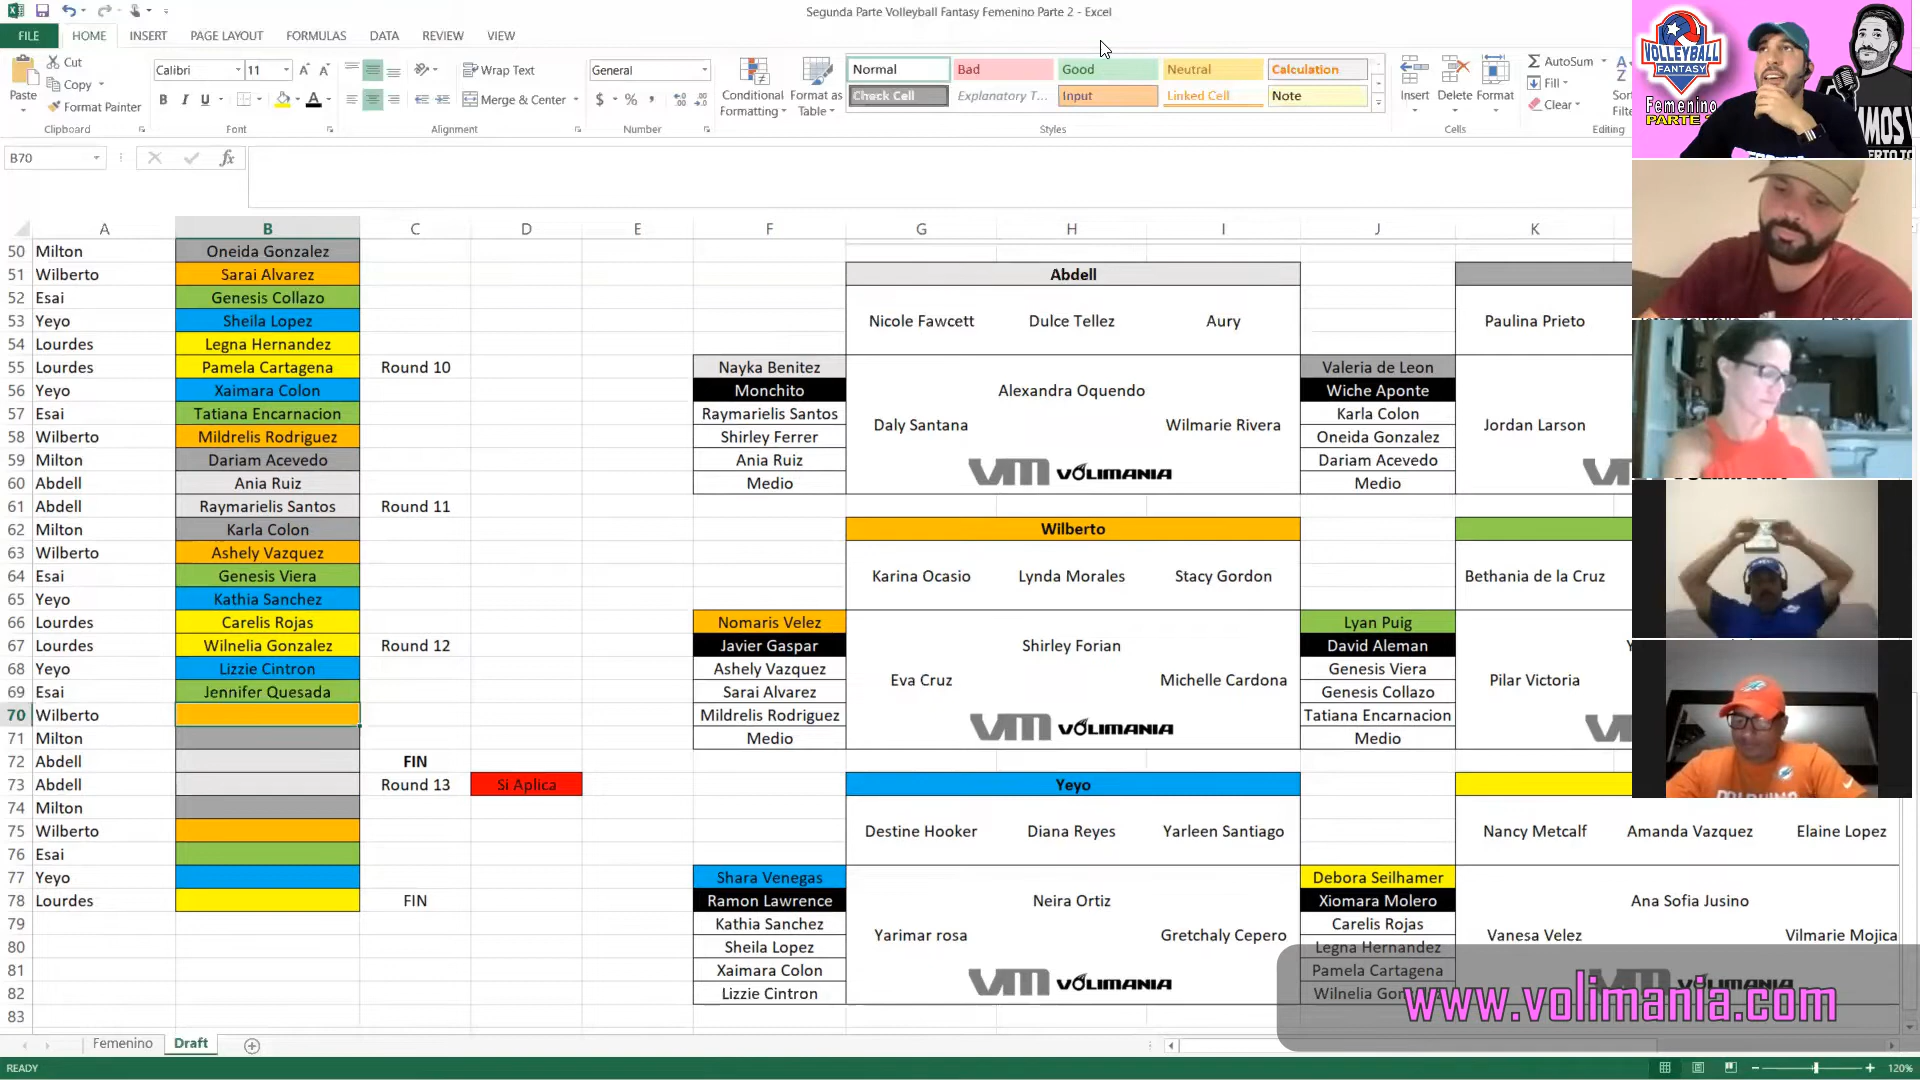 Segunda Parte Volleyball Fantasy Femenino Parte 2 - Excel
FILE HOME INSERT PAGE LAYOUT FORMULAS DATA REVIEW VIEW
Cut
Copy
Format Painter
Paste
Clipboard
Calibri 11
B I U
Font
Wrap Text
Merge & Center
Alignment
General
$ % ,
Number
Conditional Formatting
Format as Table
Normal Bad Good Neutral Calculation
Check Cell Explanatory T... Input Linked Cell Note
Styles
Insert Delete Format
Cells
AutoSum
Fill
Clear
Editing
VOLLEYBALL
FANTASY
Femenino
B70
fx
A B C D E F G H I J K
50 Milton Oneida Gonzalez
51 Wilberto Sarai Alvarez Abdell
52 Esai Genesis Collazo
53 Yeyo Sheila Lopez Nicole Fawcett Dulce Tellez Aury Paulina Prieto
54 Lourdes Legna Hernandez
55 Lourdes Pamela Cartagena Round 10 Nayka Benitez Valeria de Leon
56 Yeyo Xaimara Colon Monchito Alexandra Oquendo Wiche Aponte
57 Esai Tatiana Encarnacion Raymarielis Santos Karla Colon
58 Wilberto Mildrelis Rodriguez Shirley Ferrer Daly Santana Wilmarie Rivera Oneida Gonzalez Jordan Larson
59 Milton Dariam Acevedo Ania Ruiz Dariam Acevedo
60 Abdell Ania Ruiz Medio VM VOLIMANIA Medio
61 Abdell Raymarielis Santos Round 11
62 Milton Karla Colon Wilberto
63 Wilberto Ashely Vazquez
64 Esai Genesis Viera Karina Ocasio Lynda Morales Stacy Gordon Bethania de la Cruz
65 Yeyo Kathia Sanchez
66 Lourdes Carelis Rojas Nomaris Velez Lyan Puig
67 Lourdes Wilnelia Gonzalez Round 12 Javier Gaspar Shirley Forian David Aleman
68 Yeyo Lizzie Cintron Ashely Vazquez Genesis Viera
69 Esai Jennifer Quesada Sarai Alvarez Eva Cruz Michelle Cardona Genesis Collazo Pilar Victoria
70 Wilberto Mildrelis Rodriguez Tatiana Encarnacion
71 Milton Medio VM VOLIMANIA Medio
72 Abdell FIN
73 Abdell Round 13 Si Aplica Yeyo
74 Milton
75 Wilberto Destine Hooker Diana Reyes Yarleen Santiago Nancy Metcalf Amanda Vazquez Elaine Lopez
76 Esai
77 Yeyo Shara Venegas Debora Seilhamer
78 Lourdes FIN Ramon Lawrence Neira Ortiz Xiomara Molero Ana Sofia Jusino
79 Kathia Sanchez Carelis Rojas
80 Sheila Lopez Yarimar rosa Gretchaly Cepero Legna Hernandez Vanesa Velez Vilmarie Mojica
81 Xaimara Colon Pamela Cartagena
82 Lizzie Cintron VM VOLIMANIA
83
www.volimania.com
Femenino Draft
READY 120%